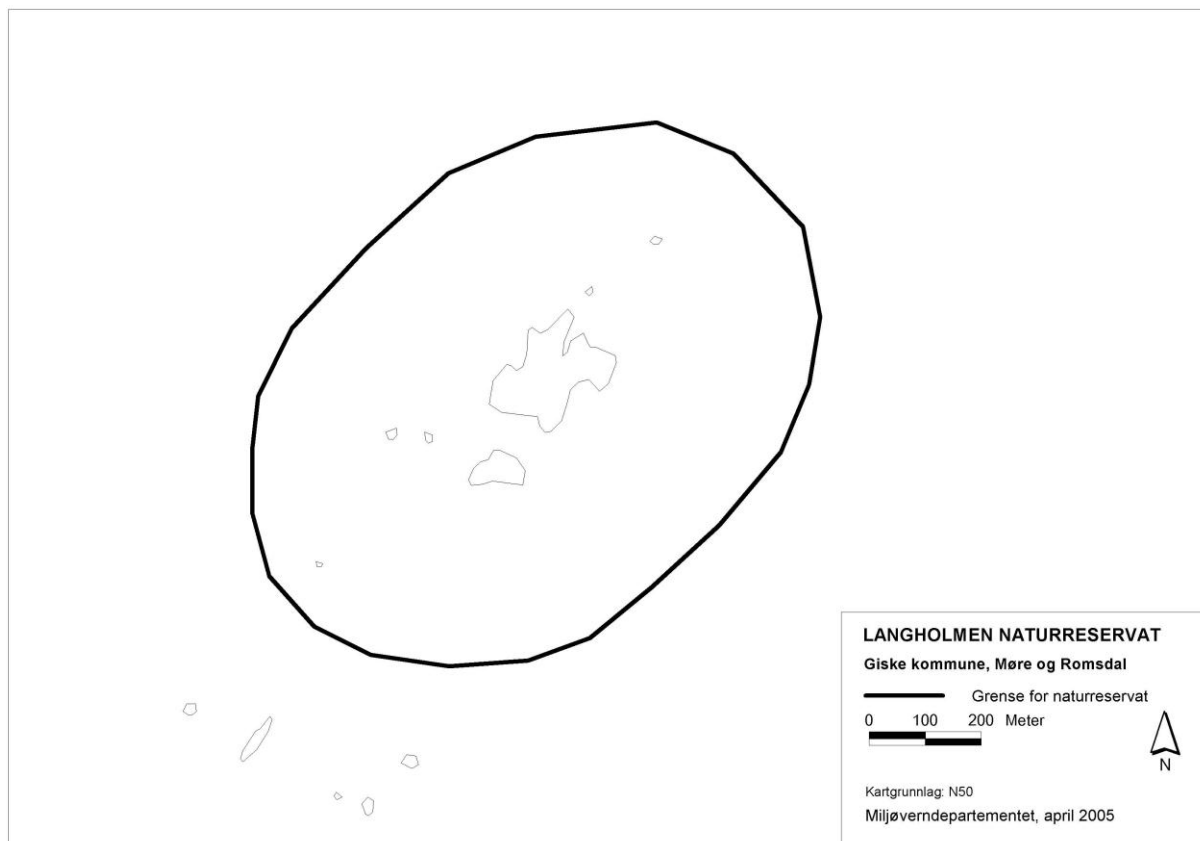 LANGHOLMEN NATURRESERVAT
Giske kommune, Møre og Romsdal
Grense for naturreservat
0 100 200 Meter
N
Kartgrunnlag: N50
Miljøverndepartementet, april 2005